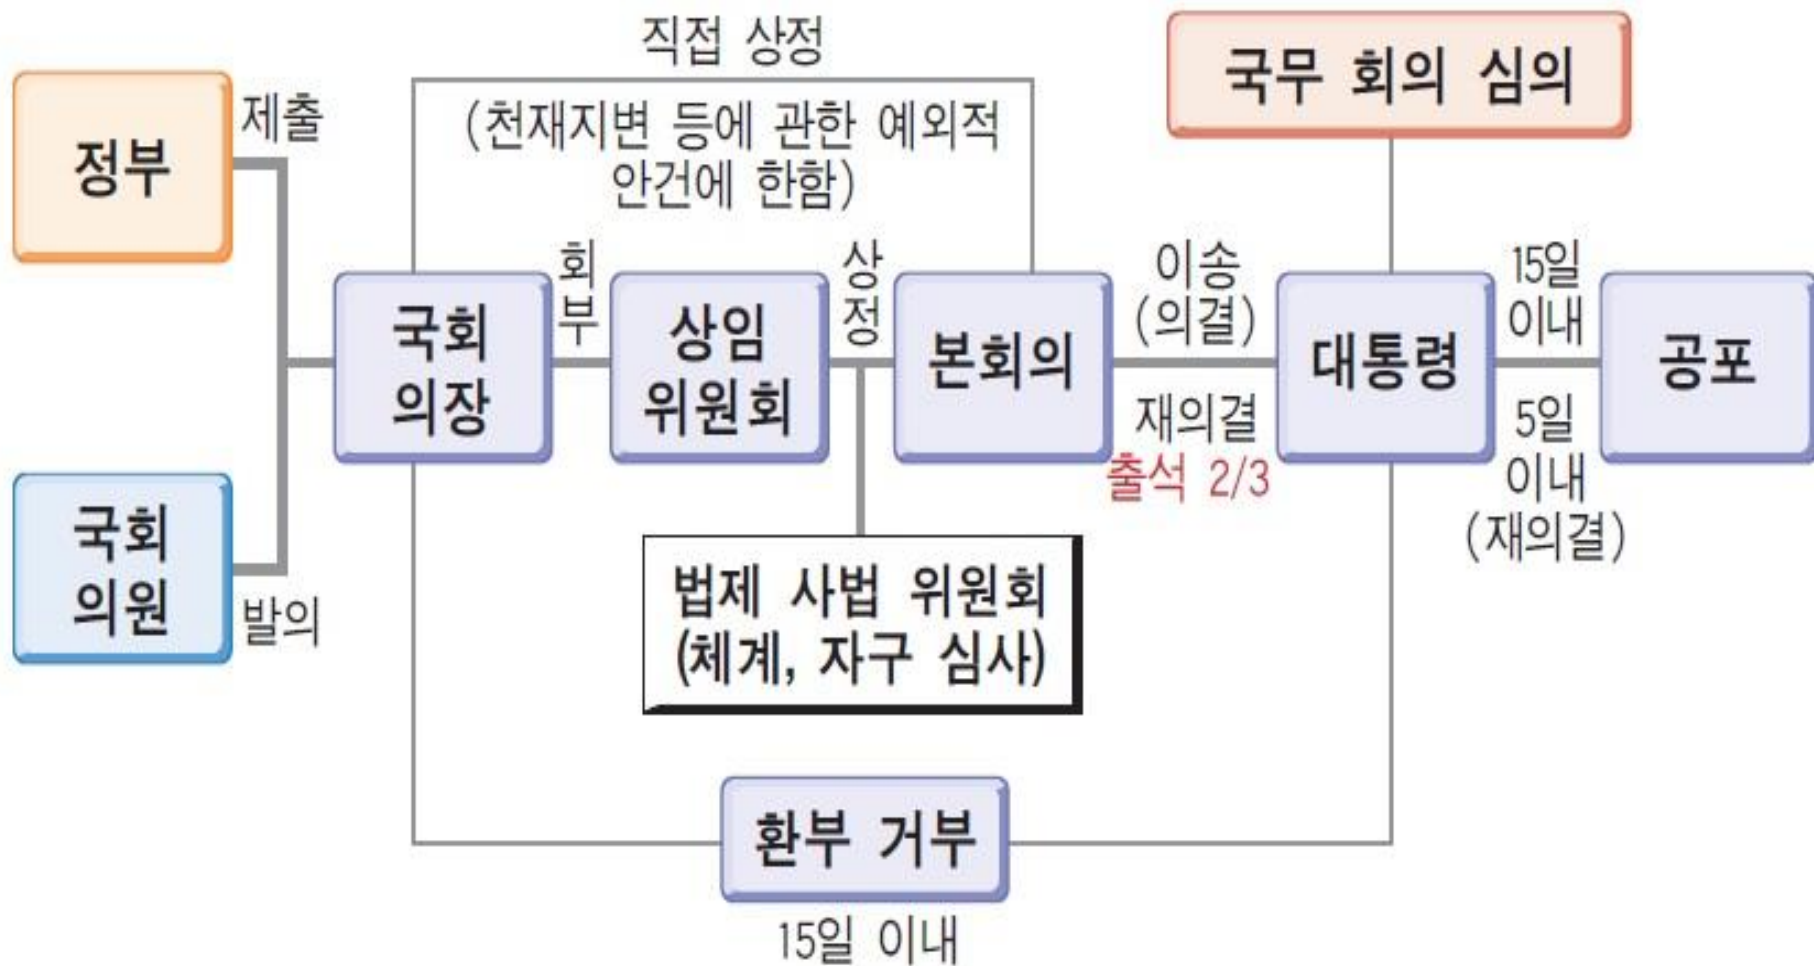 직접 상정
(천재지변 등에 관한 예외적
안건에 한함)
국무 회의 심의
정부
제출
국회
의원
발의
국회
의장
회
부
상임
위원회
상
정
본회의
이송
(의결)
재의결
출석 2/3
대통령
15일
이내
5일
이내
(재의결)
공포
법제 사법 위원회
(체계, 자구 심사)
환부 거부
15일 이내